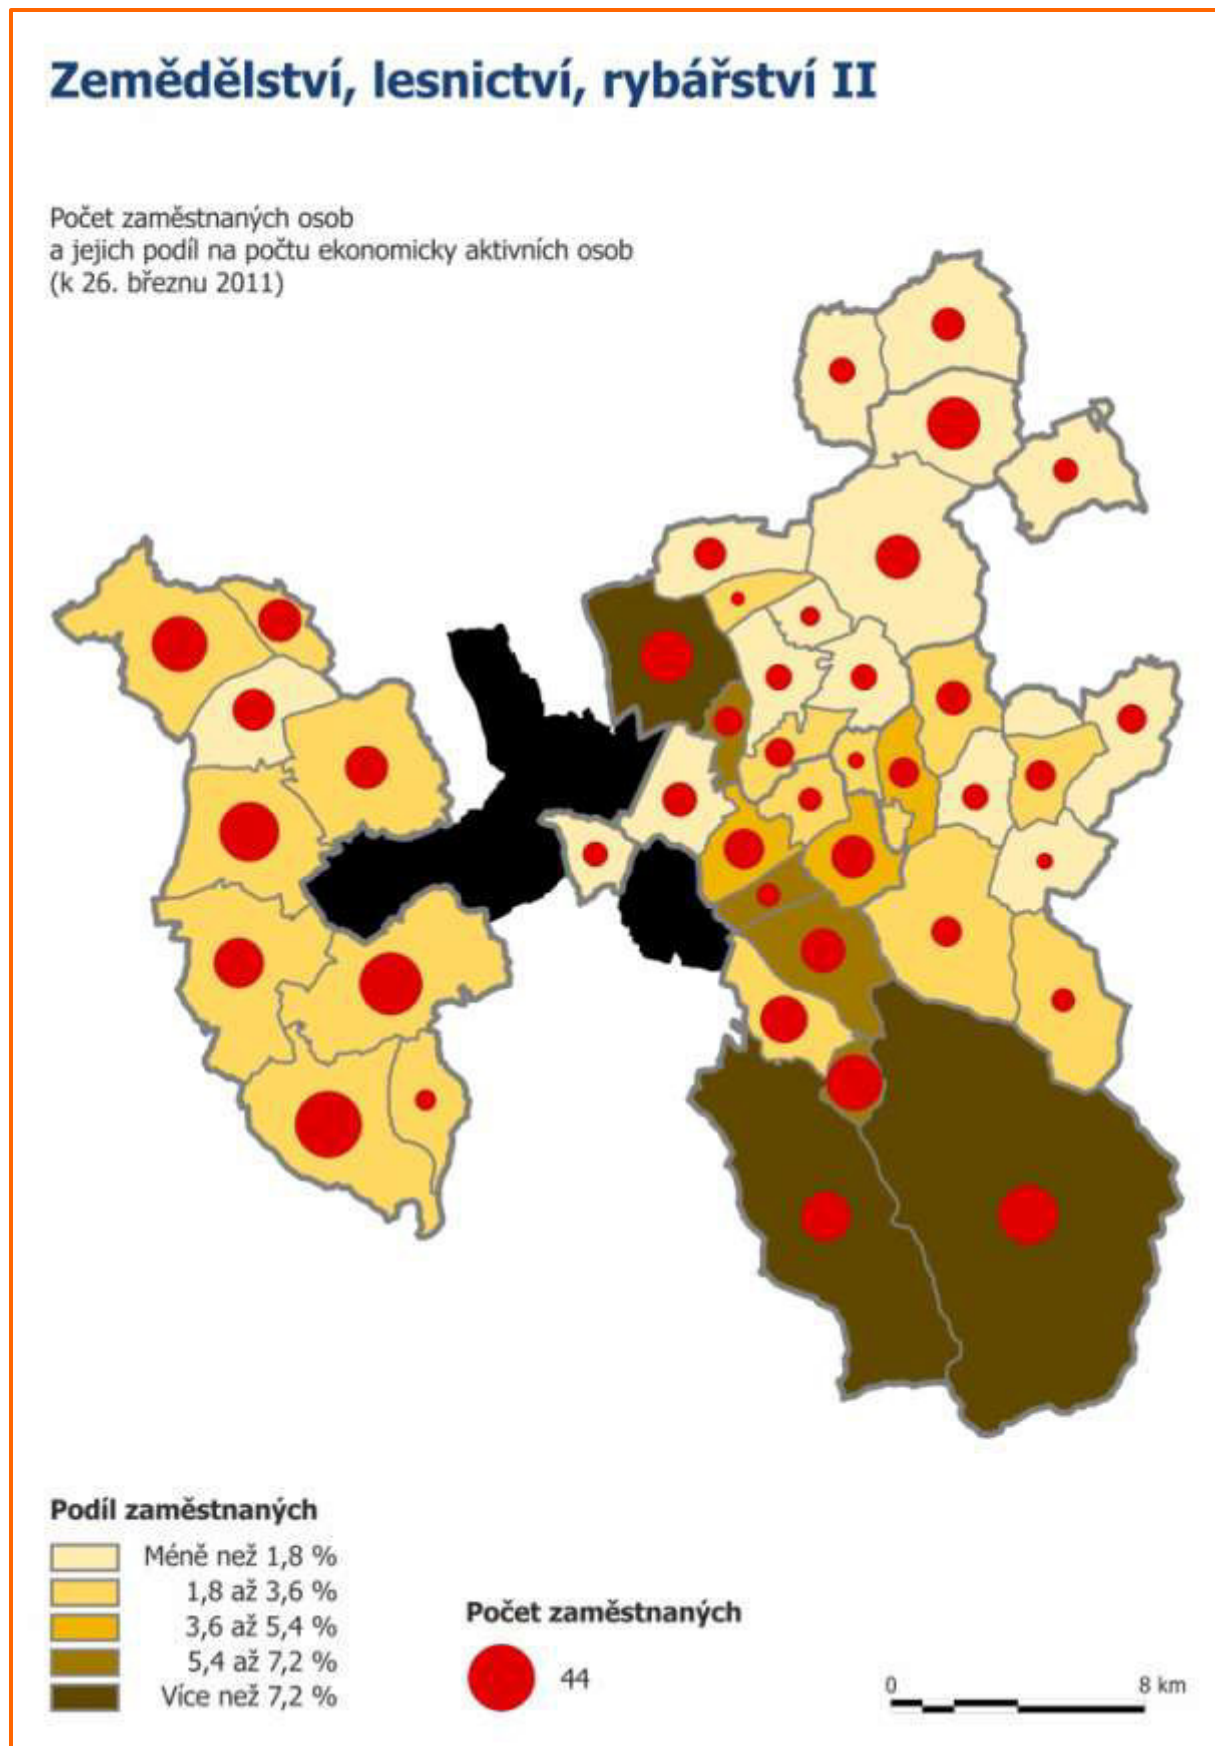 Zemědělství, lesnictví, rybářství II
Počet zaměstnaných osob
a jejich podíl na počtu ekonomicky aktivních osob
(k 26. březnu 2011)
Podíl zaměstnaných
Méně než 1,8 %
1,8 až 3,6 %
3,6 až 5,4 %
5,4 až 7,2 %
Více než 7,2 %
Počet zaměstnaných
44
0 8 km